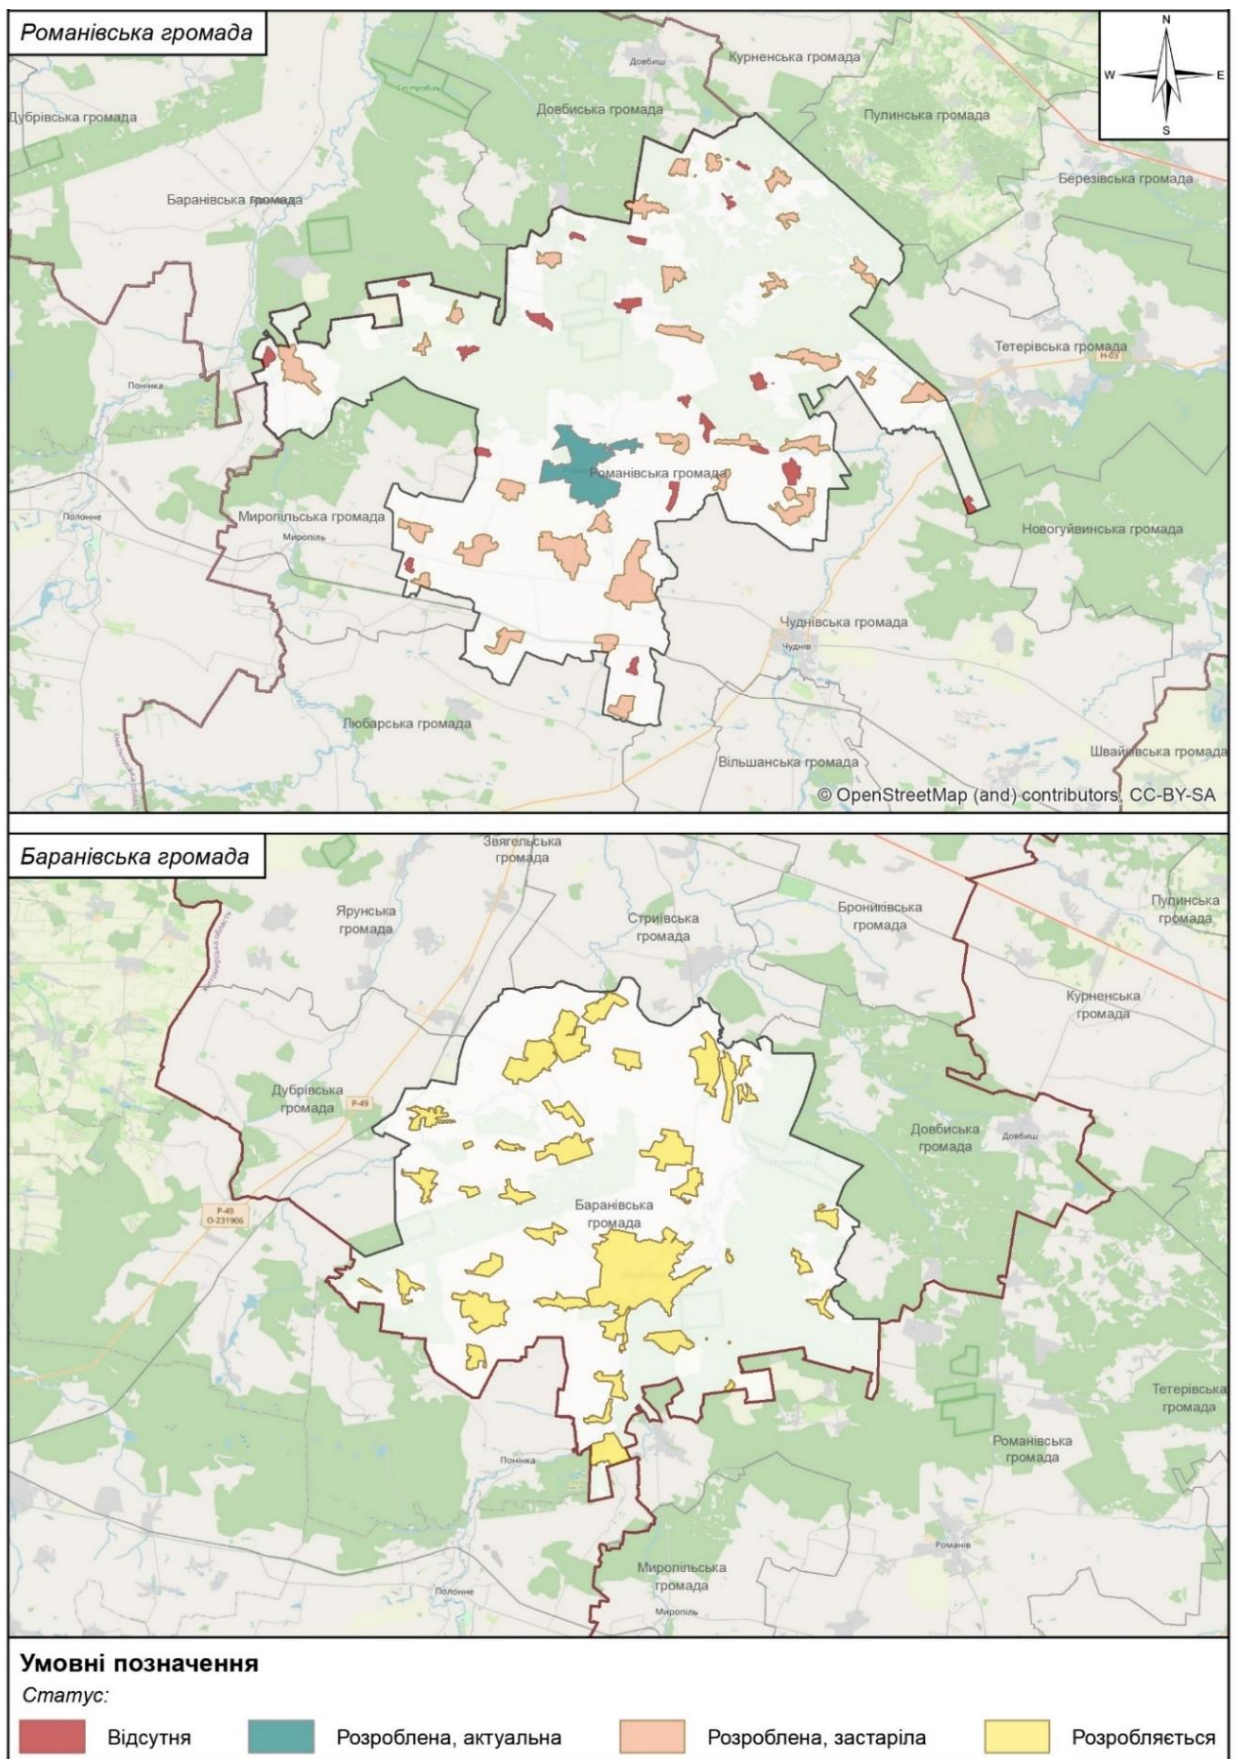 Романівська громада
N
W
E
S
Довбиш
Курненська громада
Довбиська громада
Пулинська громада
Дубрівська громада
Березівська громада
Баранівська громада
Тетерівська громада
Н-03
Понінка
Романівська громада
Миропільська громада
Полонне
Миропіль
Новогуйвинська громада
Чуднівська громада
Чуднів
Любарська громада
Вільшанська громада
Швайківська громада
© OpenStreetMap (and) contributors, CC-BY-SA
Баранівська громада
Звягельська
громада
Ярунська
громада
Стриївська
громада
Брониківська
громада
Пулинська
громада
Курненська
громада
Дубрівська
громада
Р-49
Довбиська
громада
Довбиш
Р-49
О-231906
Баранівська
громада
Тетерівська
громада
Романівська
громада
Понінка
Романів
Миропільська
громада
Полонне
Миропіль
Умовні позначення
Статус:
Відсутня
Розроблена, актуальна
Розроблена, застаріла
Розробляється